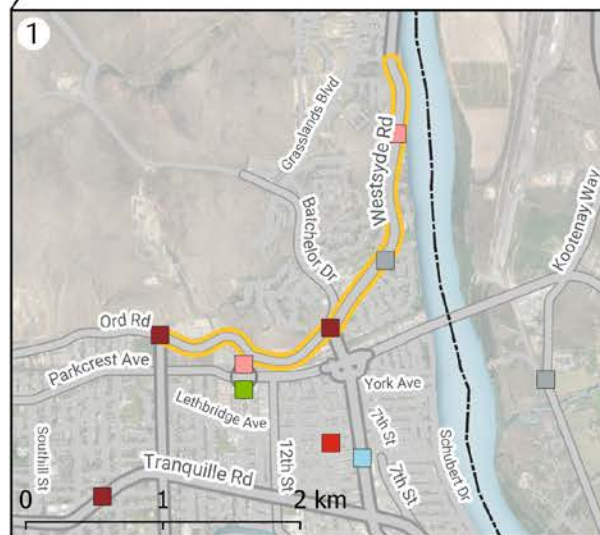 1
Grasslands Blvd
Westsyde Rd
Kootenay Way
Batchelor Dr
Ord Rd
Parkcrest Ave
York Ave
Lethbridge Ave
7th St
Southill St
12th St
Schubert Dr
Tranquille Rd
7th St
0 1 2 km